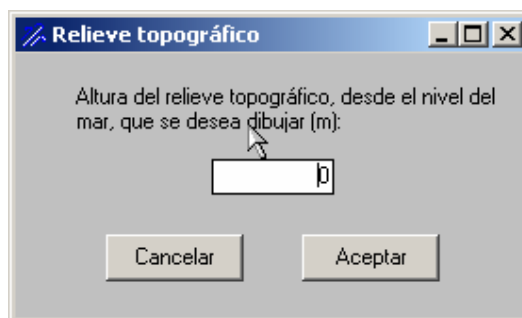 Relieve topográfico
Altura del relieve topográfico, desde el nivel del
mar, que se desea dibujar (m):
0
Cancelar Aceptar